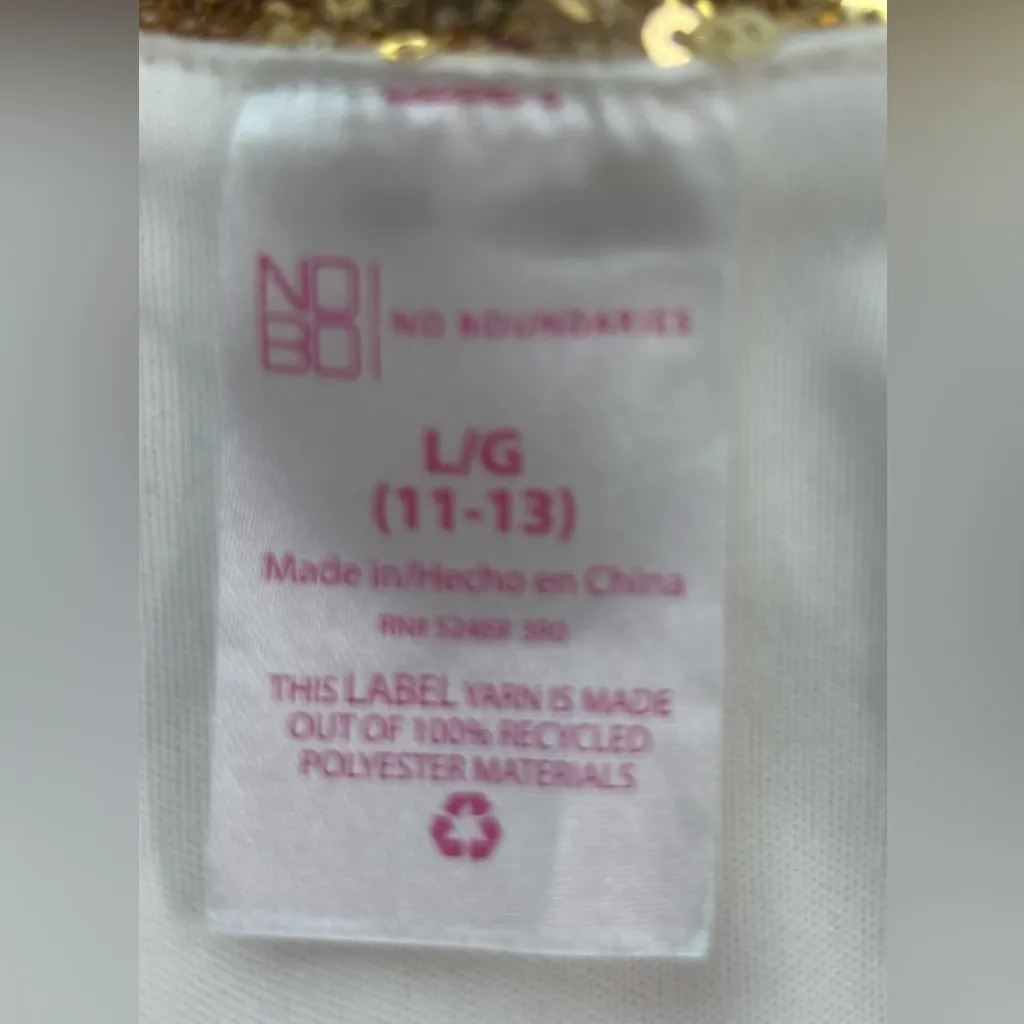 NO
BO
NO BOUNDARIES
L/G
(11-13)
Made in/Hecho en China
RN#
THIS LABEL YARN IS MADE
OUT OF 100% RECYCLED
POLYESTER MATERIALS